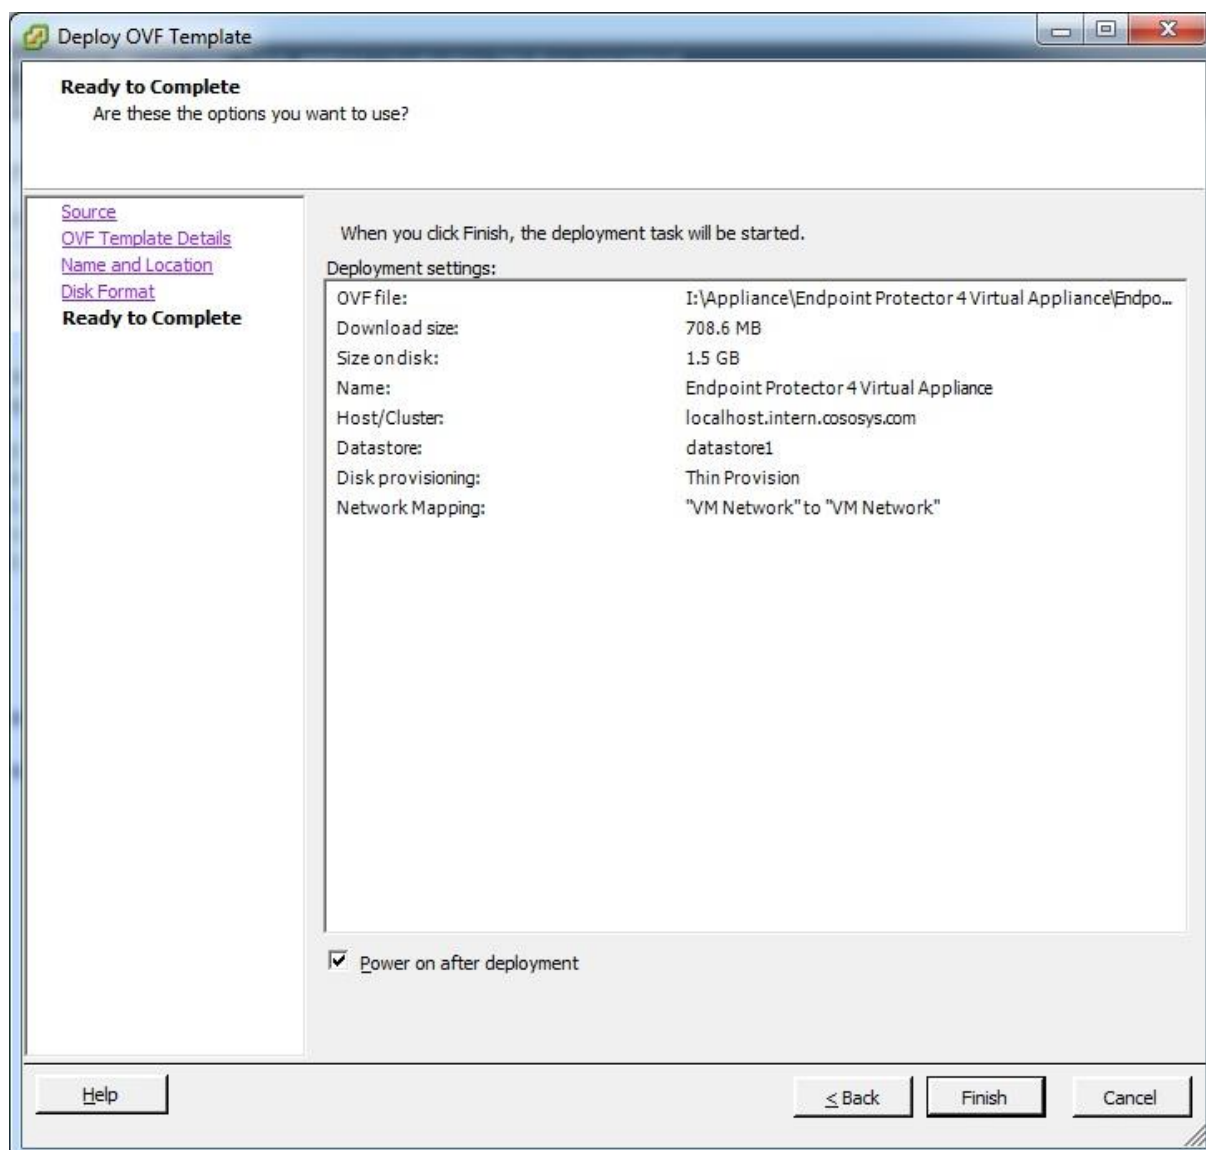 Deploy OVF Template
Ready to Complete
Are these the options you want to use?
Source
OVF Template Details
Name and Location
Disk Format
Ready to Complete
When you click Finish, the deployment task will be started.
Deployment settings:
OVF file: I:\Appliance\Endpoint Protector 4 Virtual Appliance\Endpo...
Download size: 708.6 MB
Size on disk: 1.5 GB
Name: Endpoint Protector 4 Virtual Appliance
Host/Cluster: localhost.intern.cososys.com
Datastore: datastore1
Disk provisioning: Thin Provision
Network Mapping: "VM Network" to "VM Network"
Power on after deployment
Help
< Back
Finish
Cancel